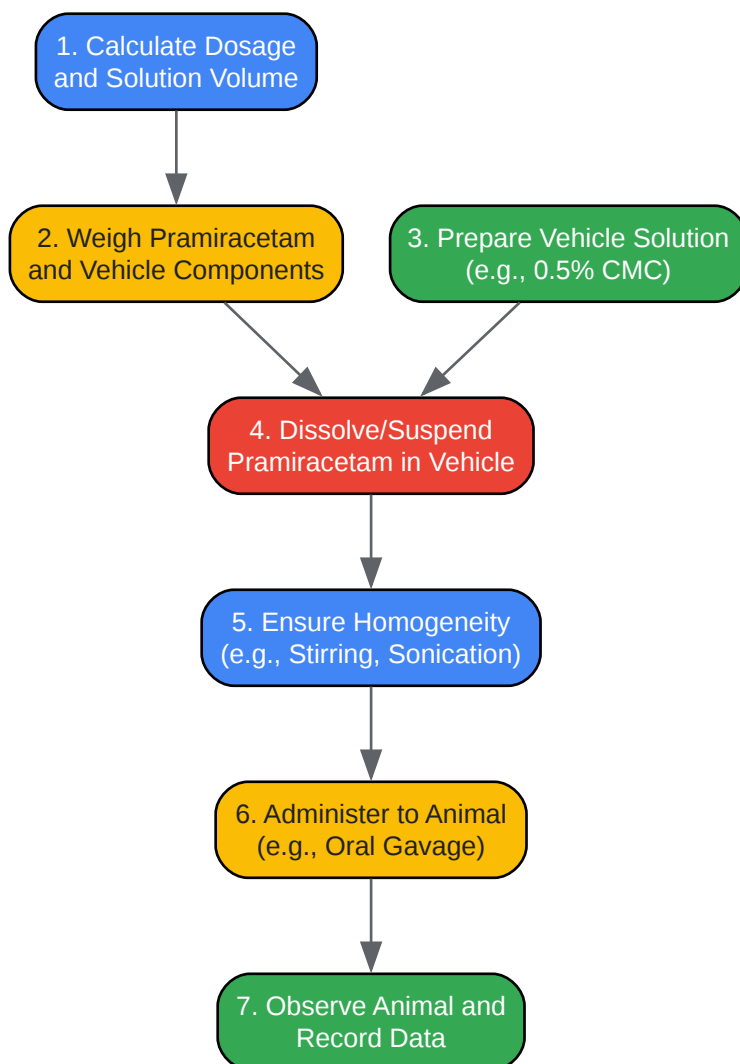 1. Calculate Dosage
and Solution Volume
2. Weigh Pramiracetam
and Vehicle Components
3. Prepare Vehicle Solution
(e.g., 0.5% CMC)
4. Dissolve/Suspend
Pramiracetam in Vehicle
5. Ensure Homogeneity
(e.g., Stirring, Sonication)
6. Administer to Animal
(e.g., Oral Gavage)
7. Observe Animal and
Record Data